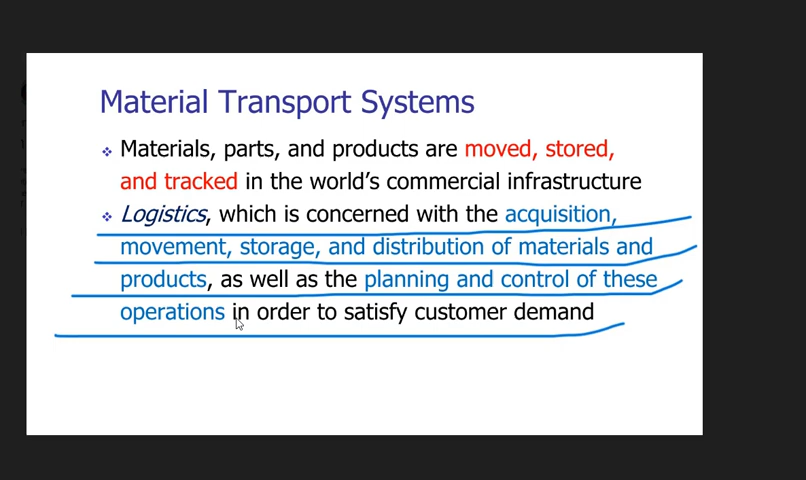 Material Transport Systems
Materials, parts, and products are moved, stored,
and tracked in the world's commercial infrastructure
Logistics, which is concerned with the acquisition,
movement, storage, and distribution of materials and
products, as well as the planning and control of these
operations in order to satisfy customer demand